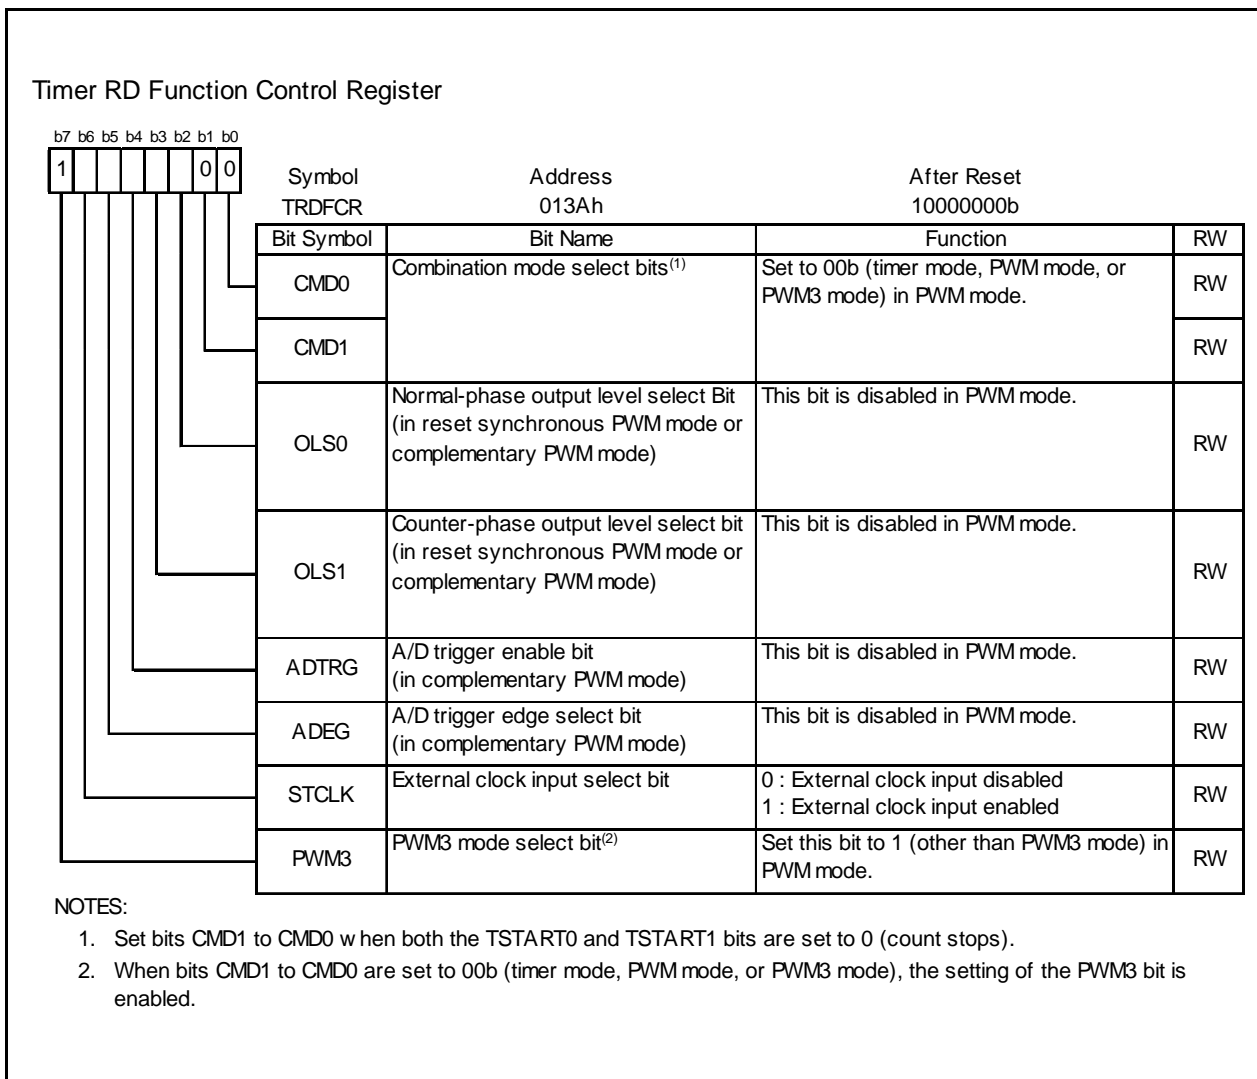 Timer RD Function Control Register
b7 b6 b5 b4 b3 b2 b1 b0
1 0 0
Symbol Address After Reset
TRDFCR 013Ah 10000000b
Bit Symbol Bit Name Function RW
CMD0 Combination mode select bits(1) Set to 00b (timer mode, PWM mode, or PWM3 mode) in PWM mode. RW
CMD1 RW
OLS0 Normal-phase output level select Bit (in reset synchronous PWM mode or complementary PWM mode) This bit is disabled in PWM mode. RW
OLS1 Counter-phase output level select bit (in reset synchronous PWM mode or complementary PWM mode) This bit is disabled in PWM mode. RW
ADTRG A/D trigger enable bit (in complementary PWM mode) This bit is disabled in PWM mode. RW
ADEG A/D trigger edge select bit (in complementary PWM mode) This bit is disabled in PWM mode. RW
STCLK External clock input select bit 0 : External clock input disabled 1 : External clock input enabled RW
PWM3 PWM3 mode select bit(2) Set this bit to 1 (other than PWM3 mode) in PWM mode. RW
NOTES:
1. Set bits CMD1 to CMD0 when both the TSTART0 and TSTART1 bits are set to 0 (count stops).
2. When bits CMD1 to CMD0 are set to 00b (timer mode, PWM mode, or PWM3 mode), the setting of the PWM3 bit is
enabled.